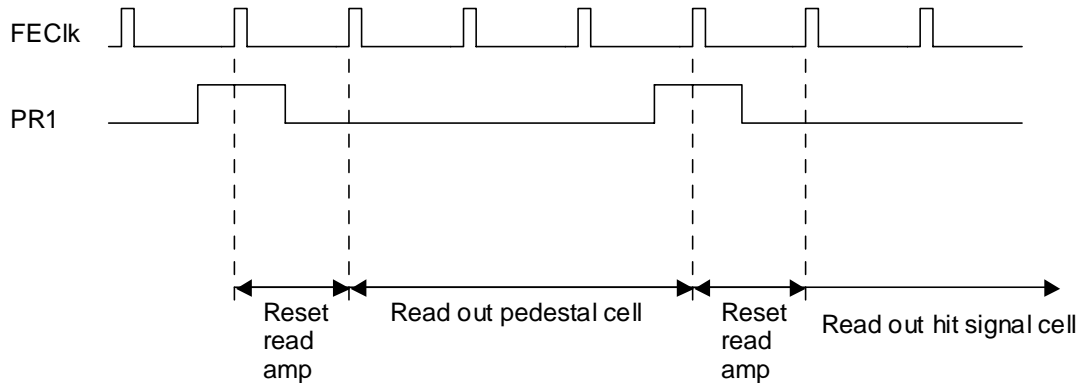 FEClk
PR1
Reset
read
amp
Read out pedestal cell
Reset
read
amp
Read out hit signal cell